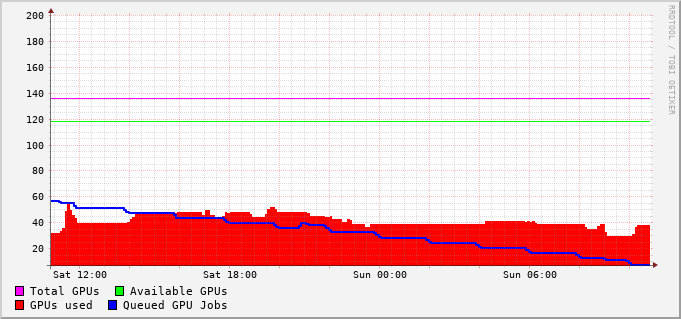 200
180
160
140
120
100
80
60
40
20
Sat 12:00 Sat 18:00 Sun 00:00 Sun 06:00
Total GPUs Available GPUs
GPUs used Queued GPU Jobs
RRDTOOL / TOBI OETIKER